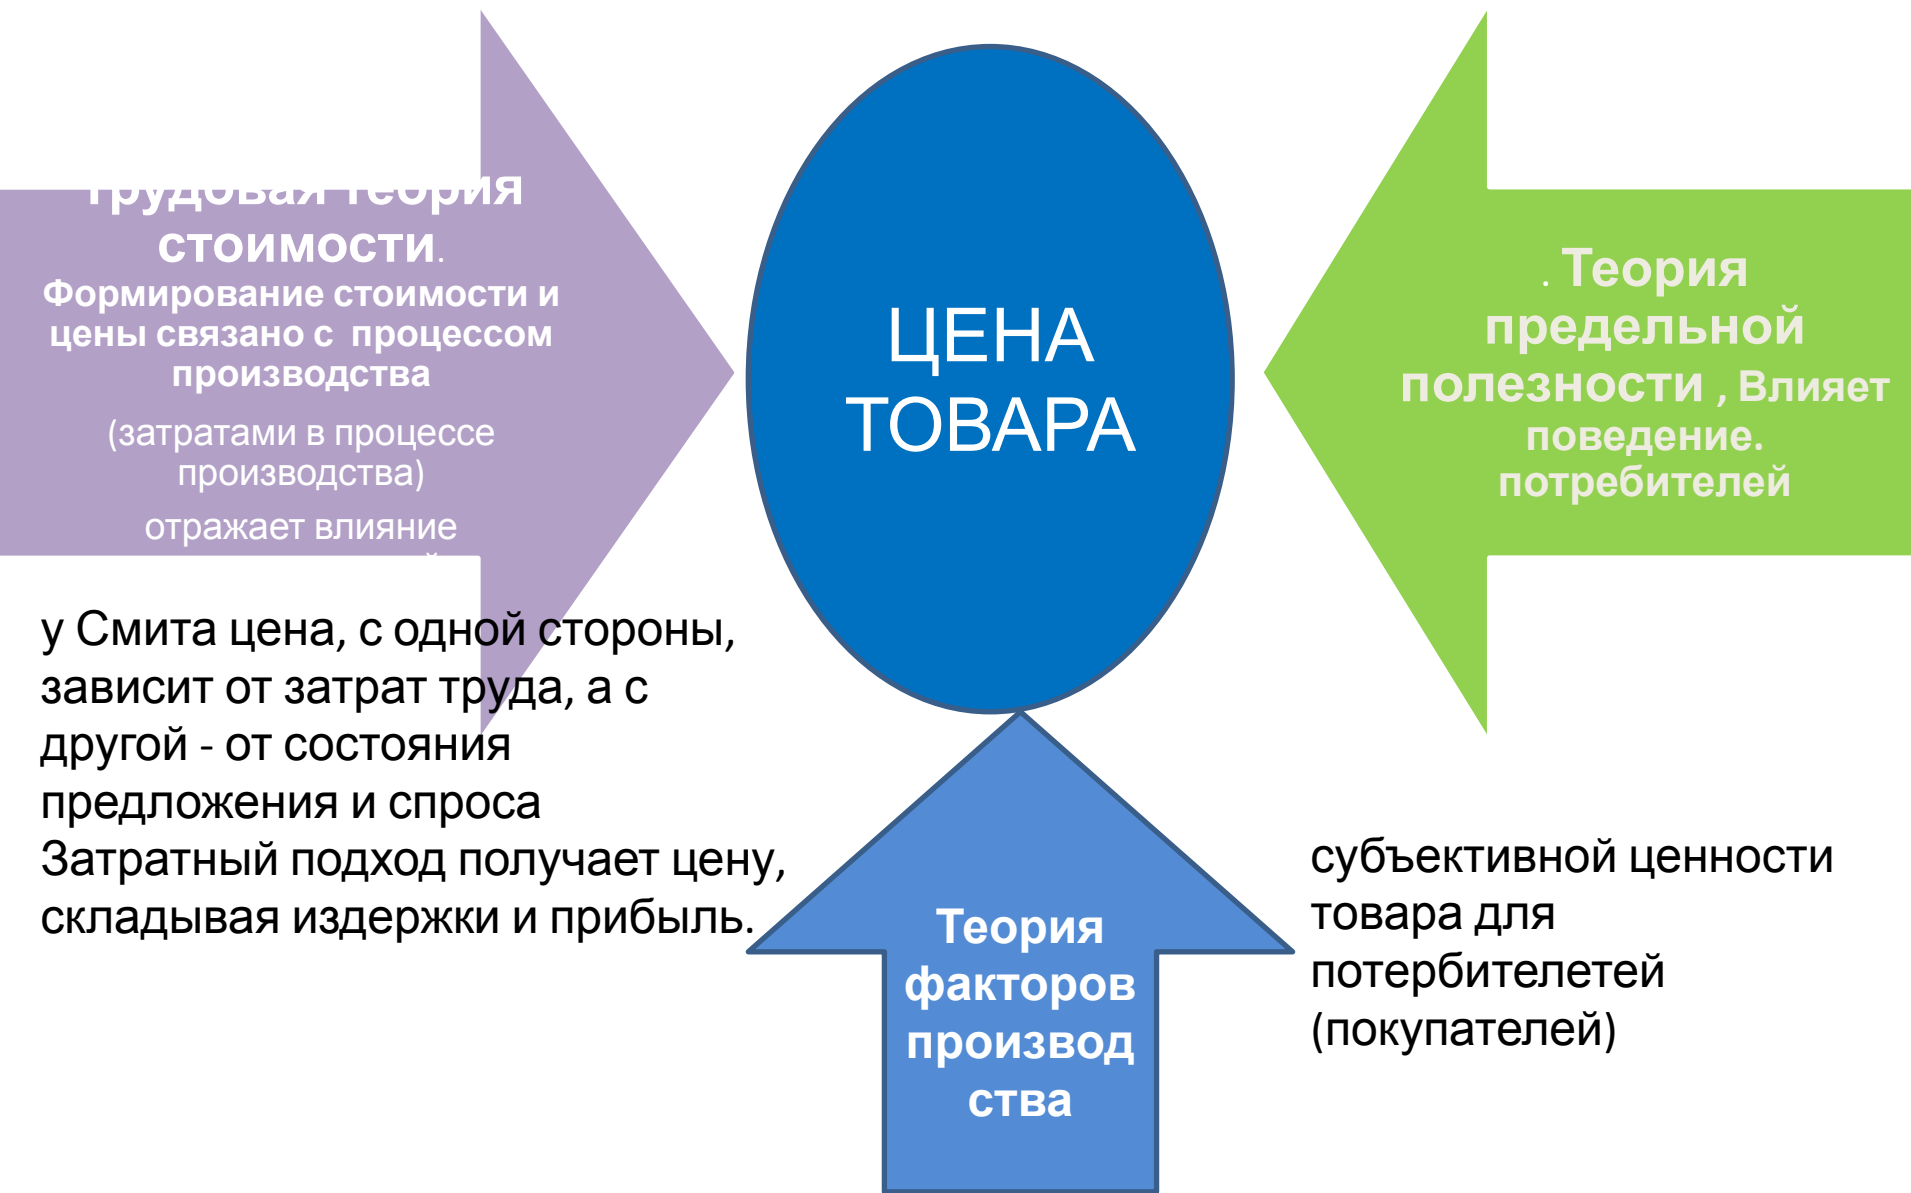 Трудовая теория
стоимости.
Формирование стоимости и
цены связано с процессом
производства
(затратами в процессе
производства)
отражает влияние
у Смита цена, с одной стороны,
зависит от затрат труда, а с
другой - от состояния
предложения и спроса
Затратный подход получает цену,
складывая издержки и прибыль.
ЦЕНА
ТОВАРА
Теория
факторов
производ
ства
. Теория
предельной
полезности , Влияет
поведение.
потребителей
субъективной ценности
товара для
потербителетей
(покупателей)